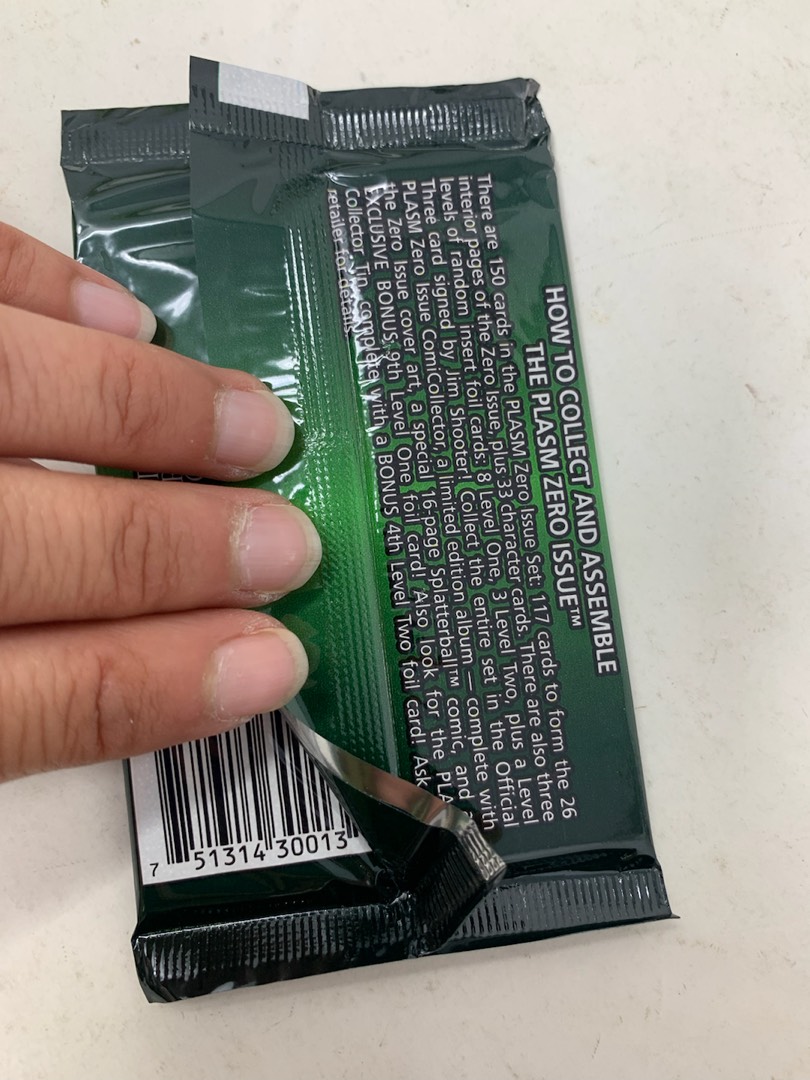 HOW TO COLLECT AND ASSEMBLE
THE PLASM ZERO ISSUE™
There are 150 cards in the PLASM Zero Issue Set: 117 cards to form the 26
interior pages of the Zero Issue, plus 33 character cards. There are also three
levels of random insert foil cards: 8 Level One, 3 Level Two, plus a Level
Three card signed by Jim Shooter! Collect the entire set in the Official
PLASM Zero Issue ComiCollector, a limited edition album — complete with
the Zero Issue cover art, a special 16-page Splatterball™ comic, and
EXCLUSIVE BONUS 9th Level One foil card! Also look for the
Collector complete with a BONUS 4th Level Two foil card! Ask
retailer for details.
7 51314 30013